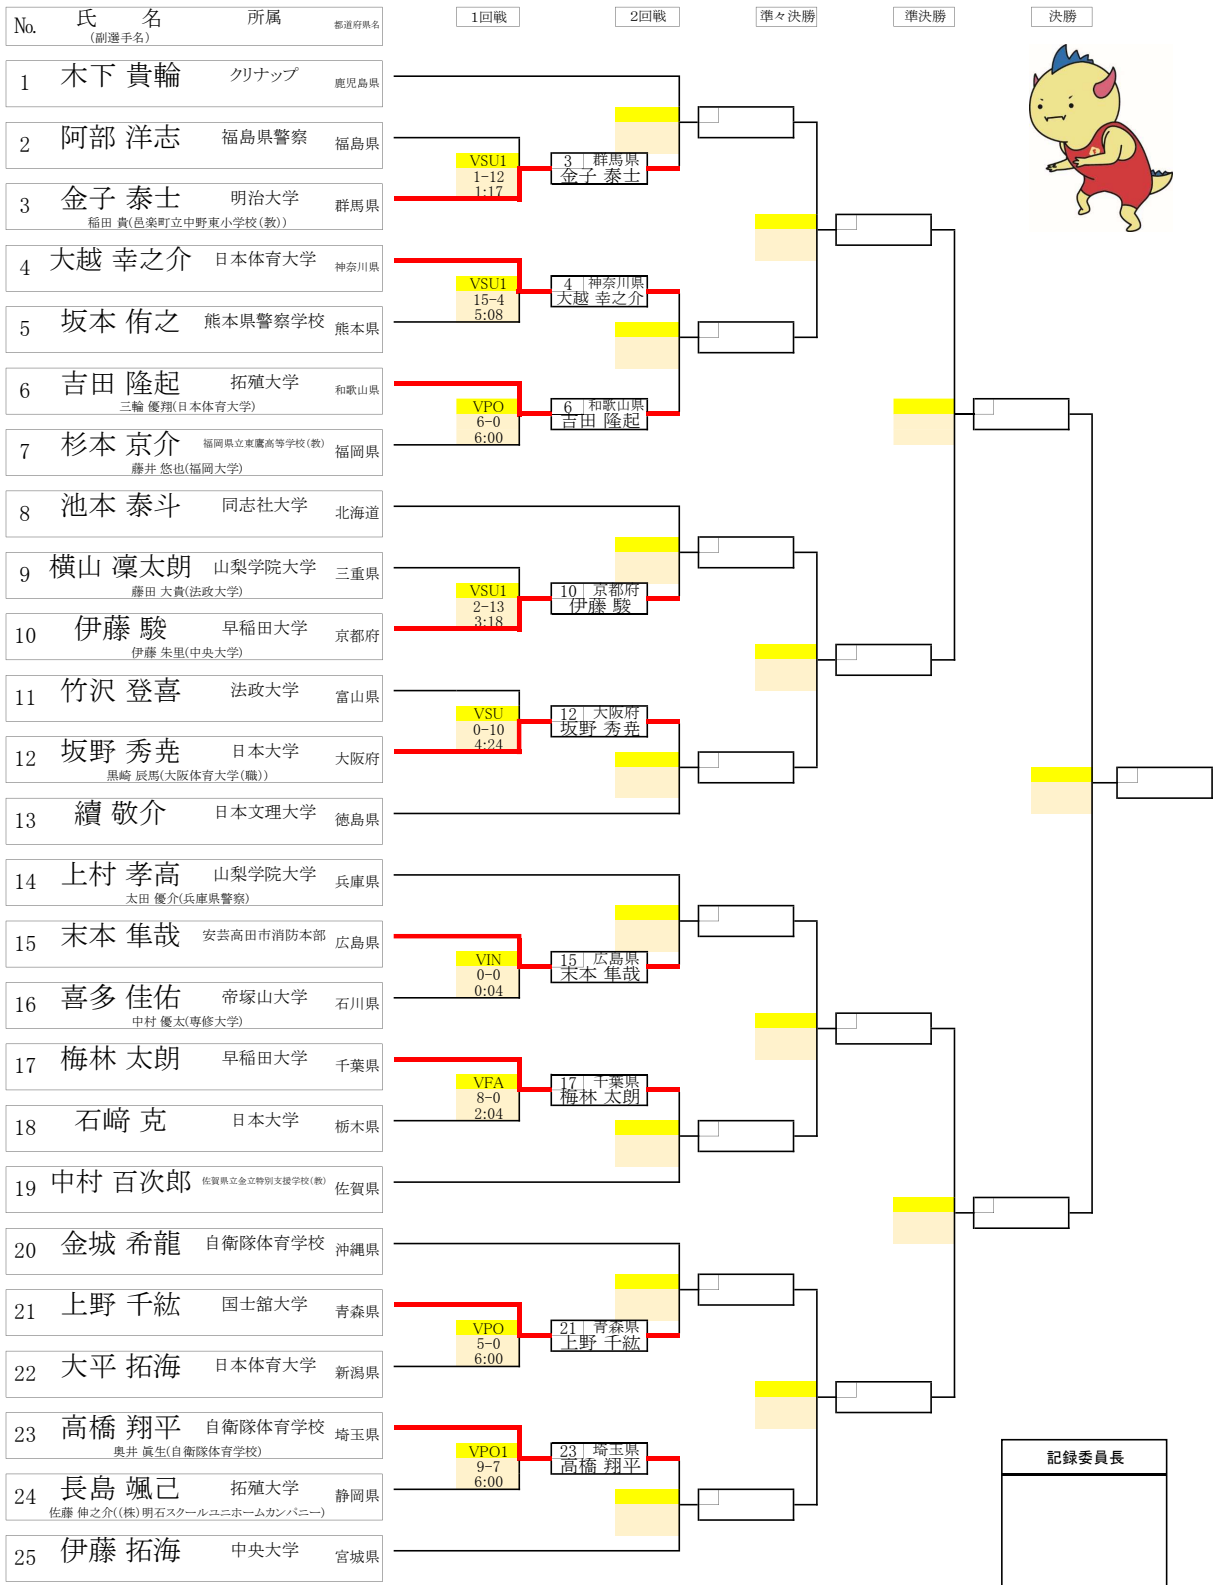 No. 氏 名 所属 都道府県名
(副選手名)
1回戦 2回戦 準々決勝 準決勝 決勝
1 木下 貴輪 クリナップ 鹿児島県
2 阿部 洋志 福島県警察 福島県
VSU1
1-12
1:17
3 群馬県
金子 泰士
3 金子 泰士 明治大学 群馬県
稲田 貴(邑楽町立中野東小学校(教))
4 大越 幸之介 日本体育大学 神奈川県
VSU1
15-4
5:08
4 神奈川県
大越 幸之介
5 坂本 侑之 熊本県警察学校 熊本県
6 吉田 隆起 拓殖大学 和歌山県
三輪 優翔(日本体育大学)
VPO
6-0
6:00
6 和歌山県
吉田 隆起
7 杉本 京介 福岡県立東鷹高等学校(教) 福岡県
藤井 悠也(福岡大学)
8 池本 泰斗 同志社大学 北海道
9 横山 凜太朗 山梨学院大学 三重県
藤田 大貴(法政大学)
VSU1
2-13
3:18
10 京都府
伊藤 駿
10 伊藤 駿 早稲田大学 京都府
伊藤 朱里(中央大学)
11 竹沢 登喜 法政大学 富山県
VSU
0-10
4:24
12 大阪府
坂野 秀尭
12 坂野 秀尭 日本大学 大阪府
黒崎 辰馬(大阪体育大学(職))
13 續 敬介 日本文理大学 徳島県
14 上村 孝高 山梨学院大学 兵庫県
太田 優介(兵庫県警察)
15 末本 隼哉 安芸高田市消防本部 広島県
VIN
0-0
0:04
15 広島県
末本 隼哉
16 喜多 佳佑 帝塚山大学 石川県
中村 優太(専修大学)
17 梅林 太朗 早稲田大学 千葉県
VFA
8-0
2:04
17 千葉県
梅林 太朗
18 石﨑 克 日本大学 栃木県
19 中村 百次郎 佐賀県立金立特別支援学校(教) 佐賀県
20 金城 希龍 自衛隊体育学校 沖縄県
21 上野 千紘 国士舘大学 青森県
VPO
5-0
6:00
21 青森県
上野 千紘
22 大平 拓海 日本体育大学 新潟県
23 高橋 翔平 自衛隊体育学校 埼玉県
奥井 眞生(自衛隊体育学校)
VPO1
9-7
6:00
23 埼玉県
高橋 翔平
24 長島 颯己 拓殖大学 静岡県
佐藤 伸之介((株)明石スクールユニホームカンパニー)
25 伊藤 拓海 中央大学 宮城県
記録委員長